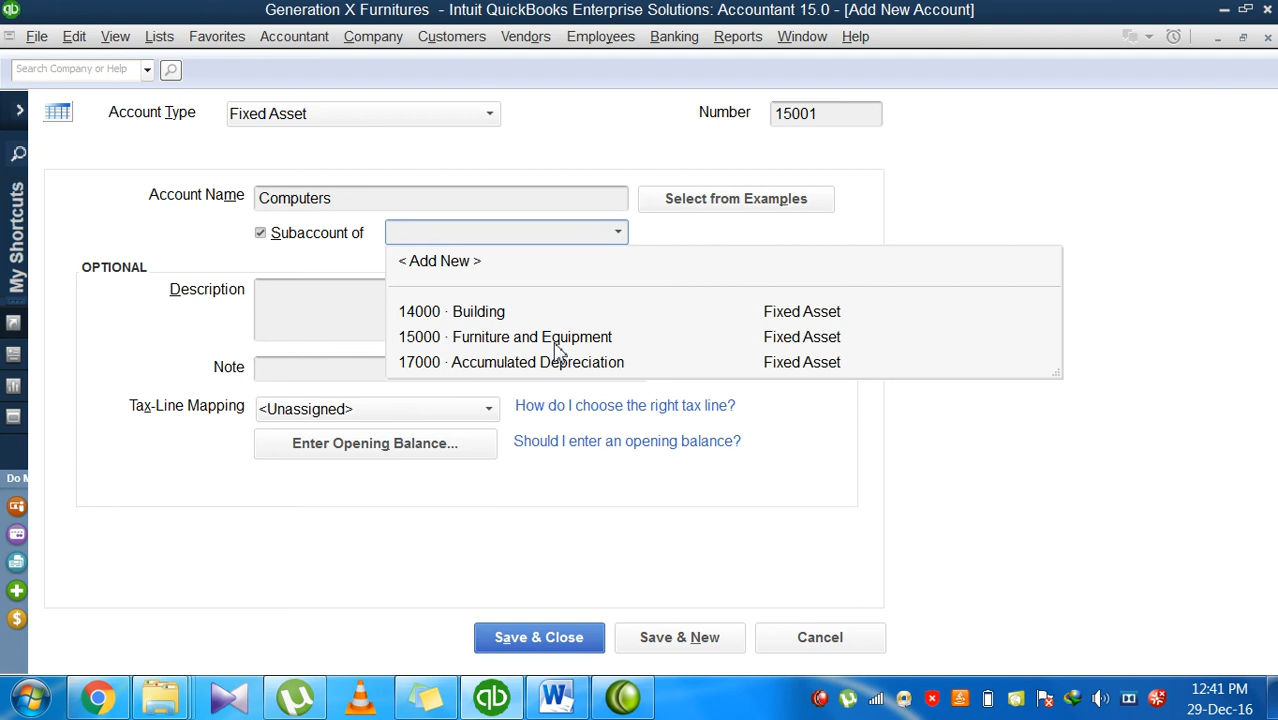 Generation X Furnitures - Intuit QuickBooks Enterprise Solutions: Accountant 15.0 - [Add New Account]
File Edit View Lists Favorites Accountant Company Customers Vendors Employees Banking Reports Window Help
Search Company or Help
Account Type Fixed Asset Number 15001
Account Name Computers Select from Examples
Subaccount of
< Add New >
OPTIONAL
Description
14000 · Building Fixed Asset
15000 · Furniture and Equipment Fixed Asset
17000 · Accumulated Depreciation Fixed Asset
Note
Tax-Line Mapping <Unassigned> How do I choose the right tax line?
Enter Opening Balance... Should I enter an opening balance?
My Shortcuts
Do M
Save & Close Save & New Cancel
12:41 PM
29-Dec-16